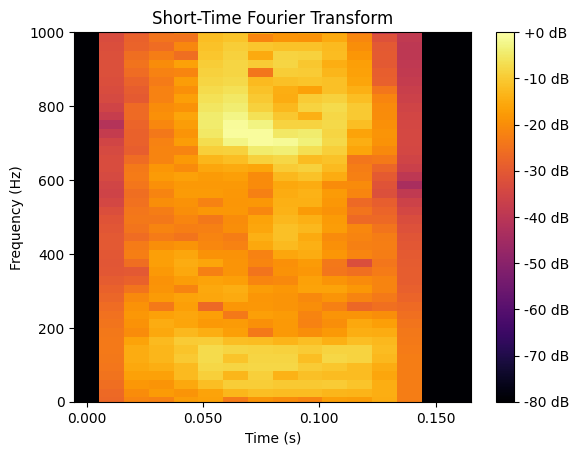 Short-Time Fourier Transform
1000
800
600
400
200
0
Frequency (Hz)
0.000
0.050
0.100
0.150
Time (s)
+0 dB
-10 dB
-20 dB
-30 dB
-40 dB
-50 dB
-60 dB
-70 dB
-80 dB